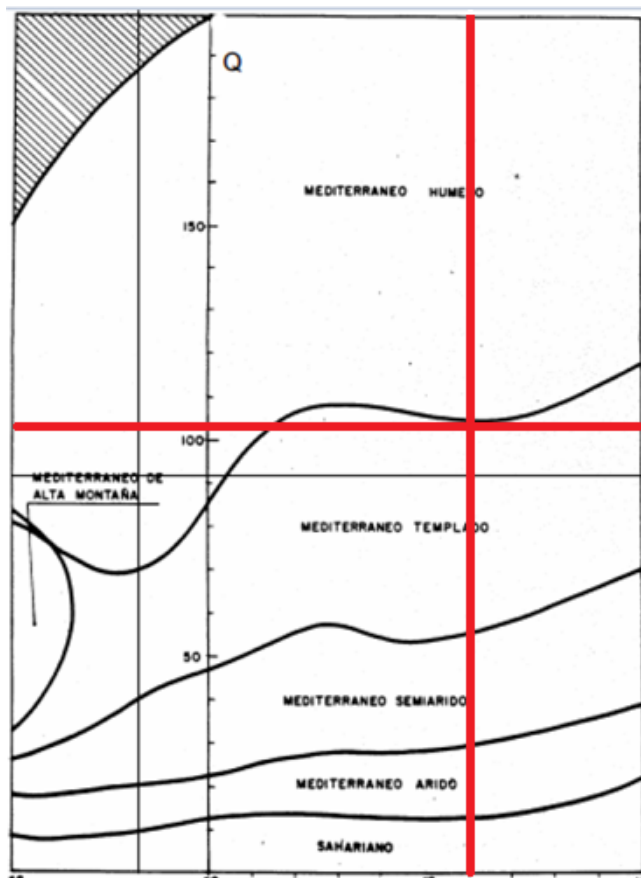 Q
MEDITERRANEO HUMEDO
150
100
MEDITERRANEO DE
ALTA MONTAÑA
MEDITERRANEO TEMPLADO
50
MEDITERRANEO SEMIARIDO
MEDITERRANEO ARIDO
SAHARIANO